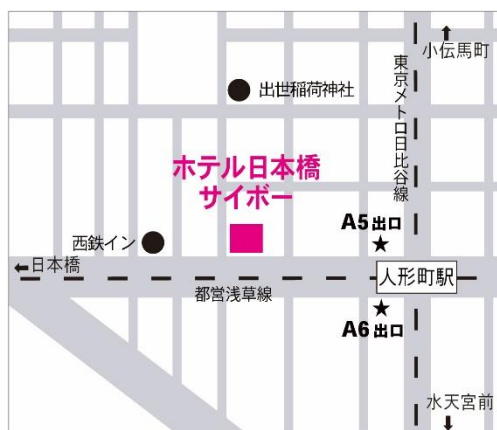 小伝馬町
東京メトロ日比谷線
出世稲荷神社
ホテル日本橋
サイボー
A5出口
西鉄イン
←日本橋
人形町駅
都営浅草線
A6出口
水天宮前